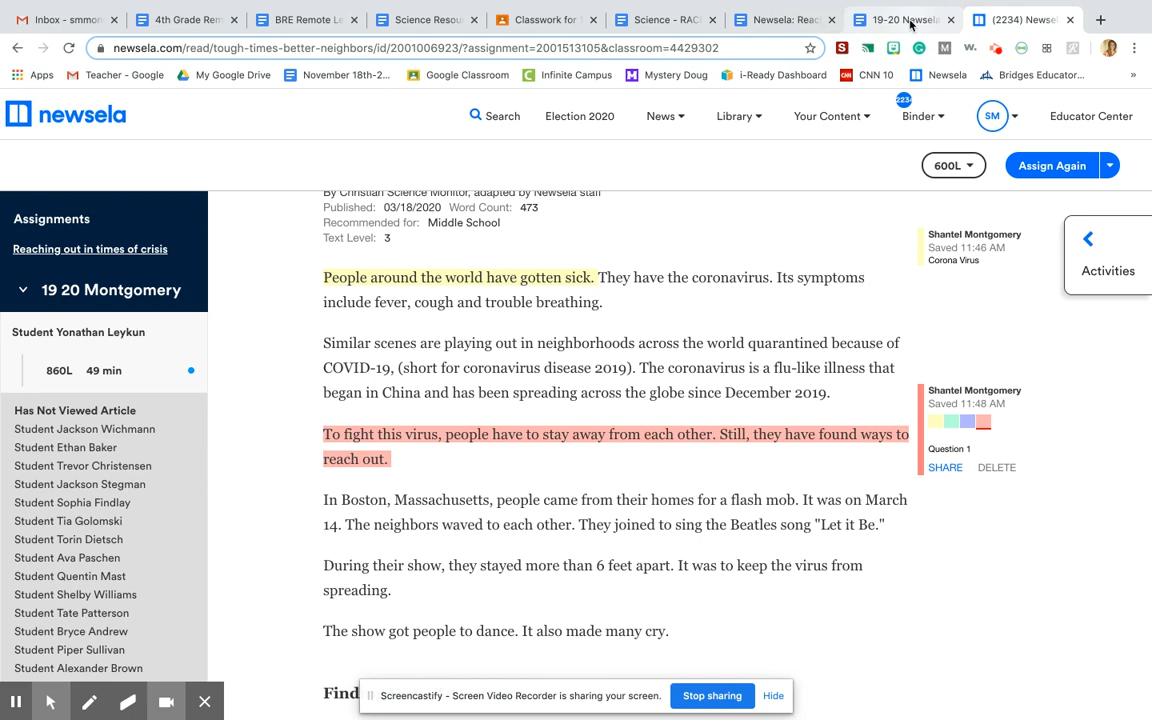 Inbox - smmon
4th Grade Rem
BRE Remote Le
Science Resou
Classwork for
Science - RAC
Newsela: Reac
19-20 Newsela
(2234) Newsel
newsela.com/read/tough-times-better-neighbors/id/2001006923/?assignment=2001513105&classroom=4429302
Apps
Teacher - Google
My Google Drive
November 18th-2...
Google Classroom
Infinite Campus
Mystery Doug
i-Ready Dashboard
CNN 10
Newsela
Bridges Educator...
»
newsela
Search
Election 2020
News
Library
Your Content
2234
Binder
SM
Educator Center
600L
Assign Again
Assignments
Reaching out in times of crisis
19 20 Montgomery
Student Yonathan Leykun
860L 49 min
Has Not Viewed Article
Student Jackson Wichmann
Student Ethan Baker
Student Trevor Christensen
Student Jackson Stegman
Student Sophia Findlay
Student Tia Golomski
Student Torin Dietsch
Student Ava Paschen
Student Quentin Mast
Student Shelby Williams
Student Tate Patterson
Student Bryce Andrew
Student Piper Sullivan
Student Alexander Brown
By Christian Science Monitor, adapted by Newsela staff
Published: 03/18/2020 Word Count: 473
Recommended for: Middle School
Text Level: 3
People around the world have gotten sick. They have the coronavirus. Its symptoms
include fever, cough and trouble breathing.
Similar scenes are playing out in neighborhoods across the world quarantined because of
COVID-19, (short for coronavirus disease 2019). The coronavirus is a flu-like illness that
began in China and has been spreading across the globe since December 2019.
To fight this virus, people have to stay away from each other. Still, they have found ways to
reach out.
In Boston, Massachusetts, people came from their homes for a flash mob. It was on March
14. The neighbors waved to each other. They joined to sing the Beatles song "Let it Be."
During their show, they stayed more than 6 feet apart. It was to keep the virus from
spreading.
The show got people to dance. It also made many cry.
Find
Shantel Montgomery
Saved 11:46 AM
Corona Virus
Activities
Shantel Montgomery
Saved 11:48 AM
Question 1
SHARE DELETE
Screencastify - Screen Video Recorder is sharing your screen.
Stop sharing
Hide